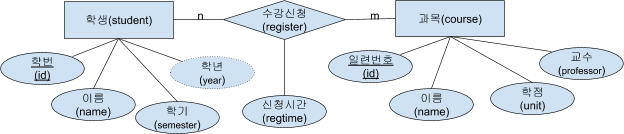 학생(student)
n
수강신청
(register)
m
과목(course)
학번
(id)
이름
(name)
학기
(semester)
학년
(year)
신청시간
(regtime)
일련번호
(id)
이름
(name)
학점
(unit)
교수
(professor)